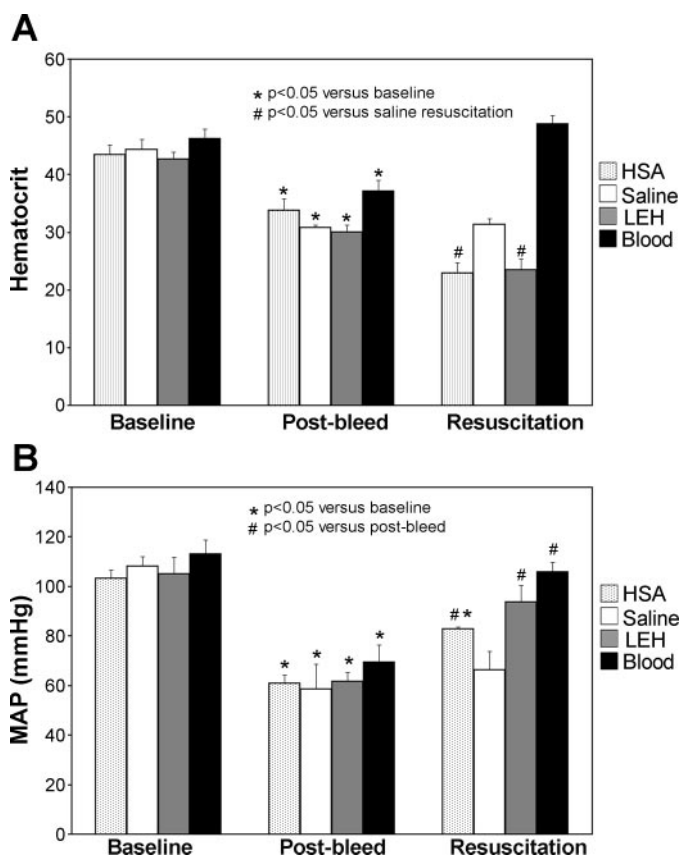 A
60
50
40
30
20
10
0
Hematocrit
* p<0.05 versus baseline
# p<0.05 versus saline resuscitation
* * * *
# #
HSA
Saline
LEH
Blood
Baseline Post-bleed Resuscitation
B
140
120
100
80
60
40
20
0
MAP (mmHg)
* p<0.05 versus baseline
# p<0.05 versus post-bleed
* * * *
#* # #
HSA
Saline
LEH
Blood
Baseline Post-bleed Resuscitation